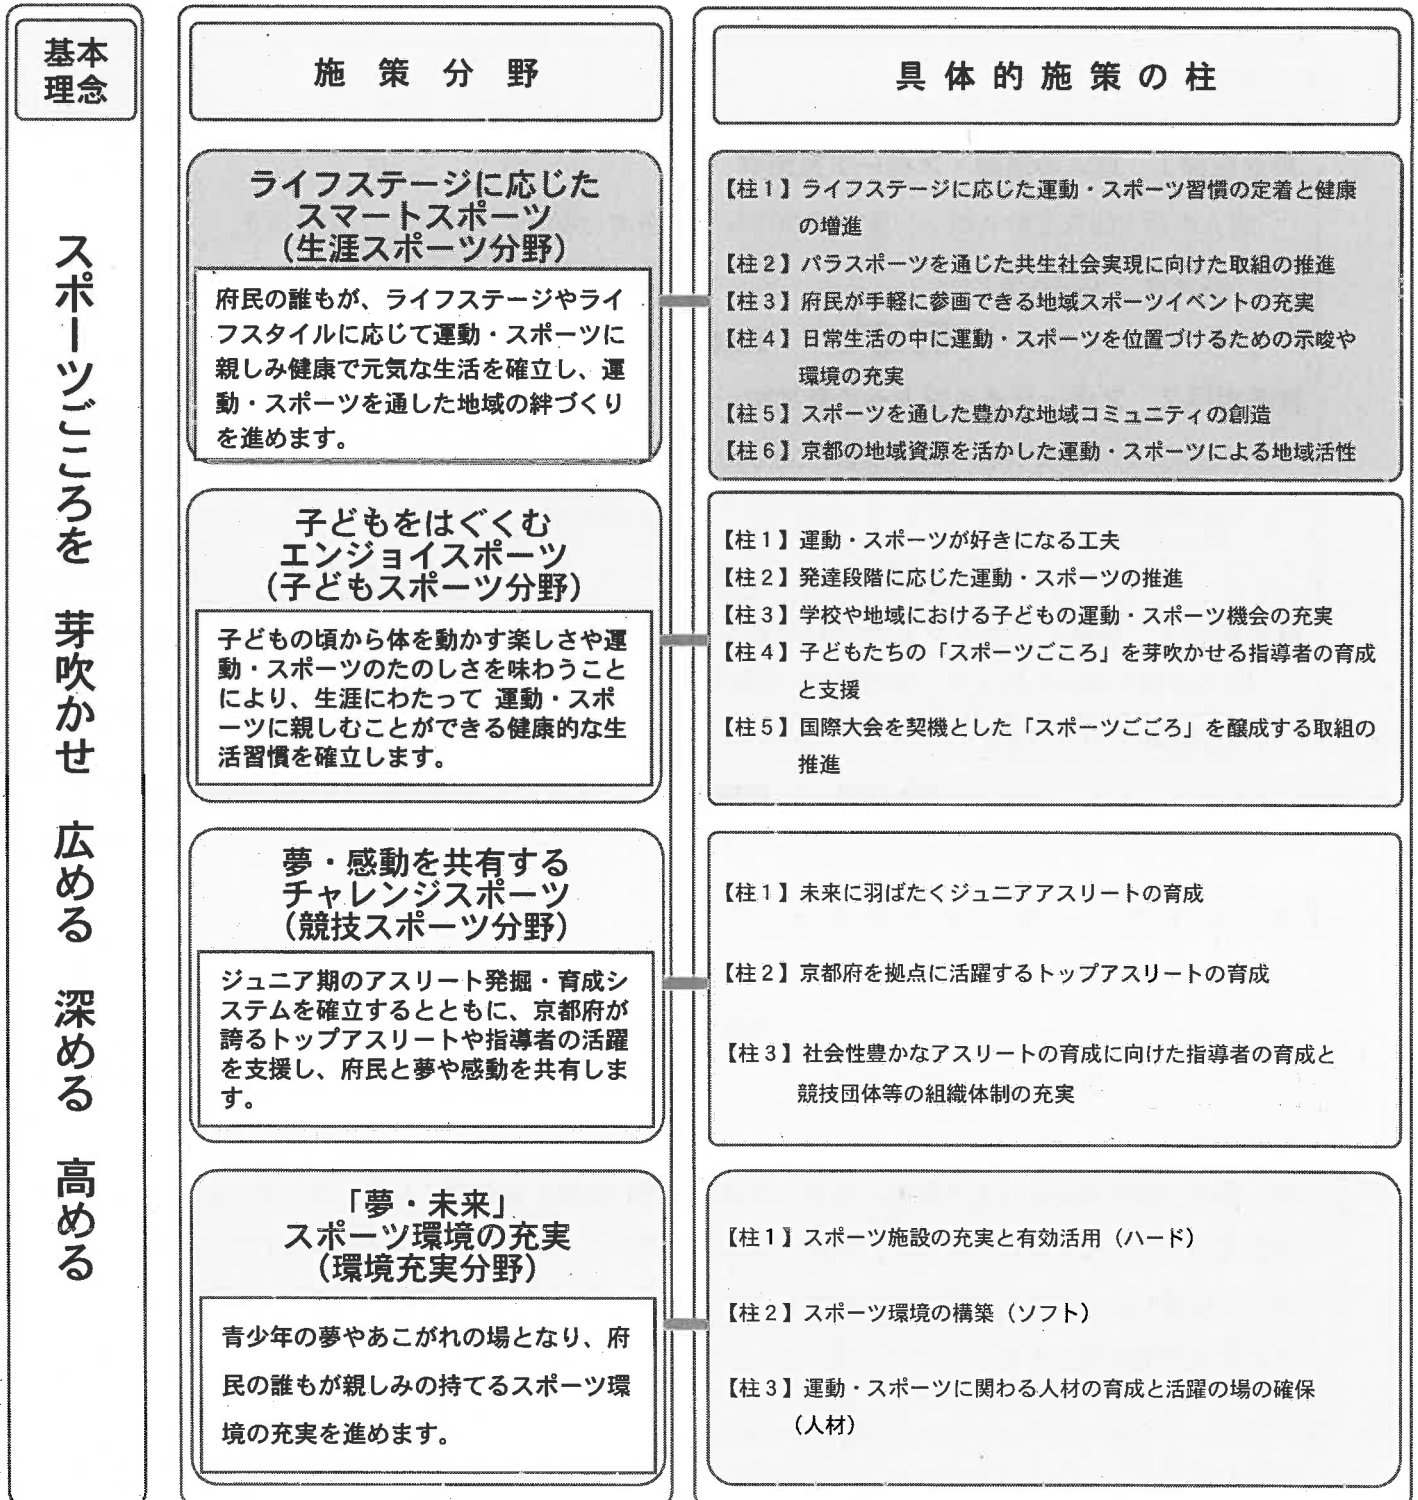 基本
理念
スポーツごころを 芽吹かせ 広める 深める 高める
施策分野
具体的施策の柱
ライフステージに応じた
スマートスポーツ
（生涯スポーツ分野）
府民の誰もが、ライフステージやライ
フスタイルに応じて運動・スポーツに
親しみ健康で元気な生活を確立し、運
動・スポーツを通した地域の絆づくり
を進めます。
【柱１】ライフステージに応じた運動・スポーツ習慣の定着と健康
の増進
【柱２】パラスポーツを通じた共生社会実現に向けた取組の推進
【柱３】府民が手軽に参画できる地域スポーツイベントの充実
【柱４】日常生活の中に運動・スポーツを位置づけるための示唆や
環境の充実
【柱５】スポーツを通した豊かな地域コミュニティの創造
【柱６】京都の地域資源を活かした運動・スポーツによる地域活性
子どもをはぐくむ
エンジョイスポーツ
（子どもスポーツ分野）
子どもの頃から体を動かす楽しさや運
動・スポーツのたのしさを味わうこと
により、生涯にわたって 運動・スポ
ーツに親しむことができる健康的な生
活習慣を確立します。
【柱１】運動・スポーツが好きになる工夫
【柱２】発達段階に応じた運動・スポーツの推進
【柱３】学校や地域における子どもの運動・スポーツ機会の充実
【柱４】子どもたちの「スポーツごころ」を芽吹かせる指導者の育成
と支援
【柱５】国際大会を契機とした「スポーツごごろ」を醸成する取組の
推進
夢・感動を共有する
チャレンジスポーツ
（競技スポーツ分野）
ジュニア期のアスリート発掘・育成シ
ステムを確立するとともに、京都府が
誇るトップアスリートや指導者の活躍
を支援し、府民と夢や感動を共有しま
す。
【柱１】未来に羽ばたくジュニアアスリートの育成
【柱２】京都府を拠点に活躍するトップアスリートの育成
【柱３】社会性豊かなアスリートの育成に向けた指導者の育成と
競技団体等の組織体制の充実
「夢・未来」
スポーツ環境の充実
（環境充実分野）
青少年の夢やあこがれの場となり、府
民の誰もが親しみの持てるスポーツ環
境の充実を進めます。
【柱１】スポーツ施設の充実と有効活用（ハード）
【柱２】スポーツ環境の構築（ソフト）
【柱３】運動・スポーツに関わる人材の育成と活躍の場の確保
（人材）